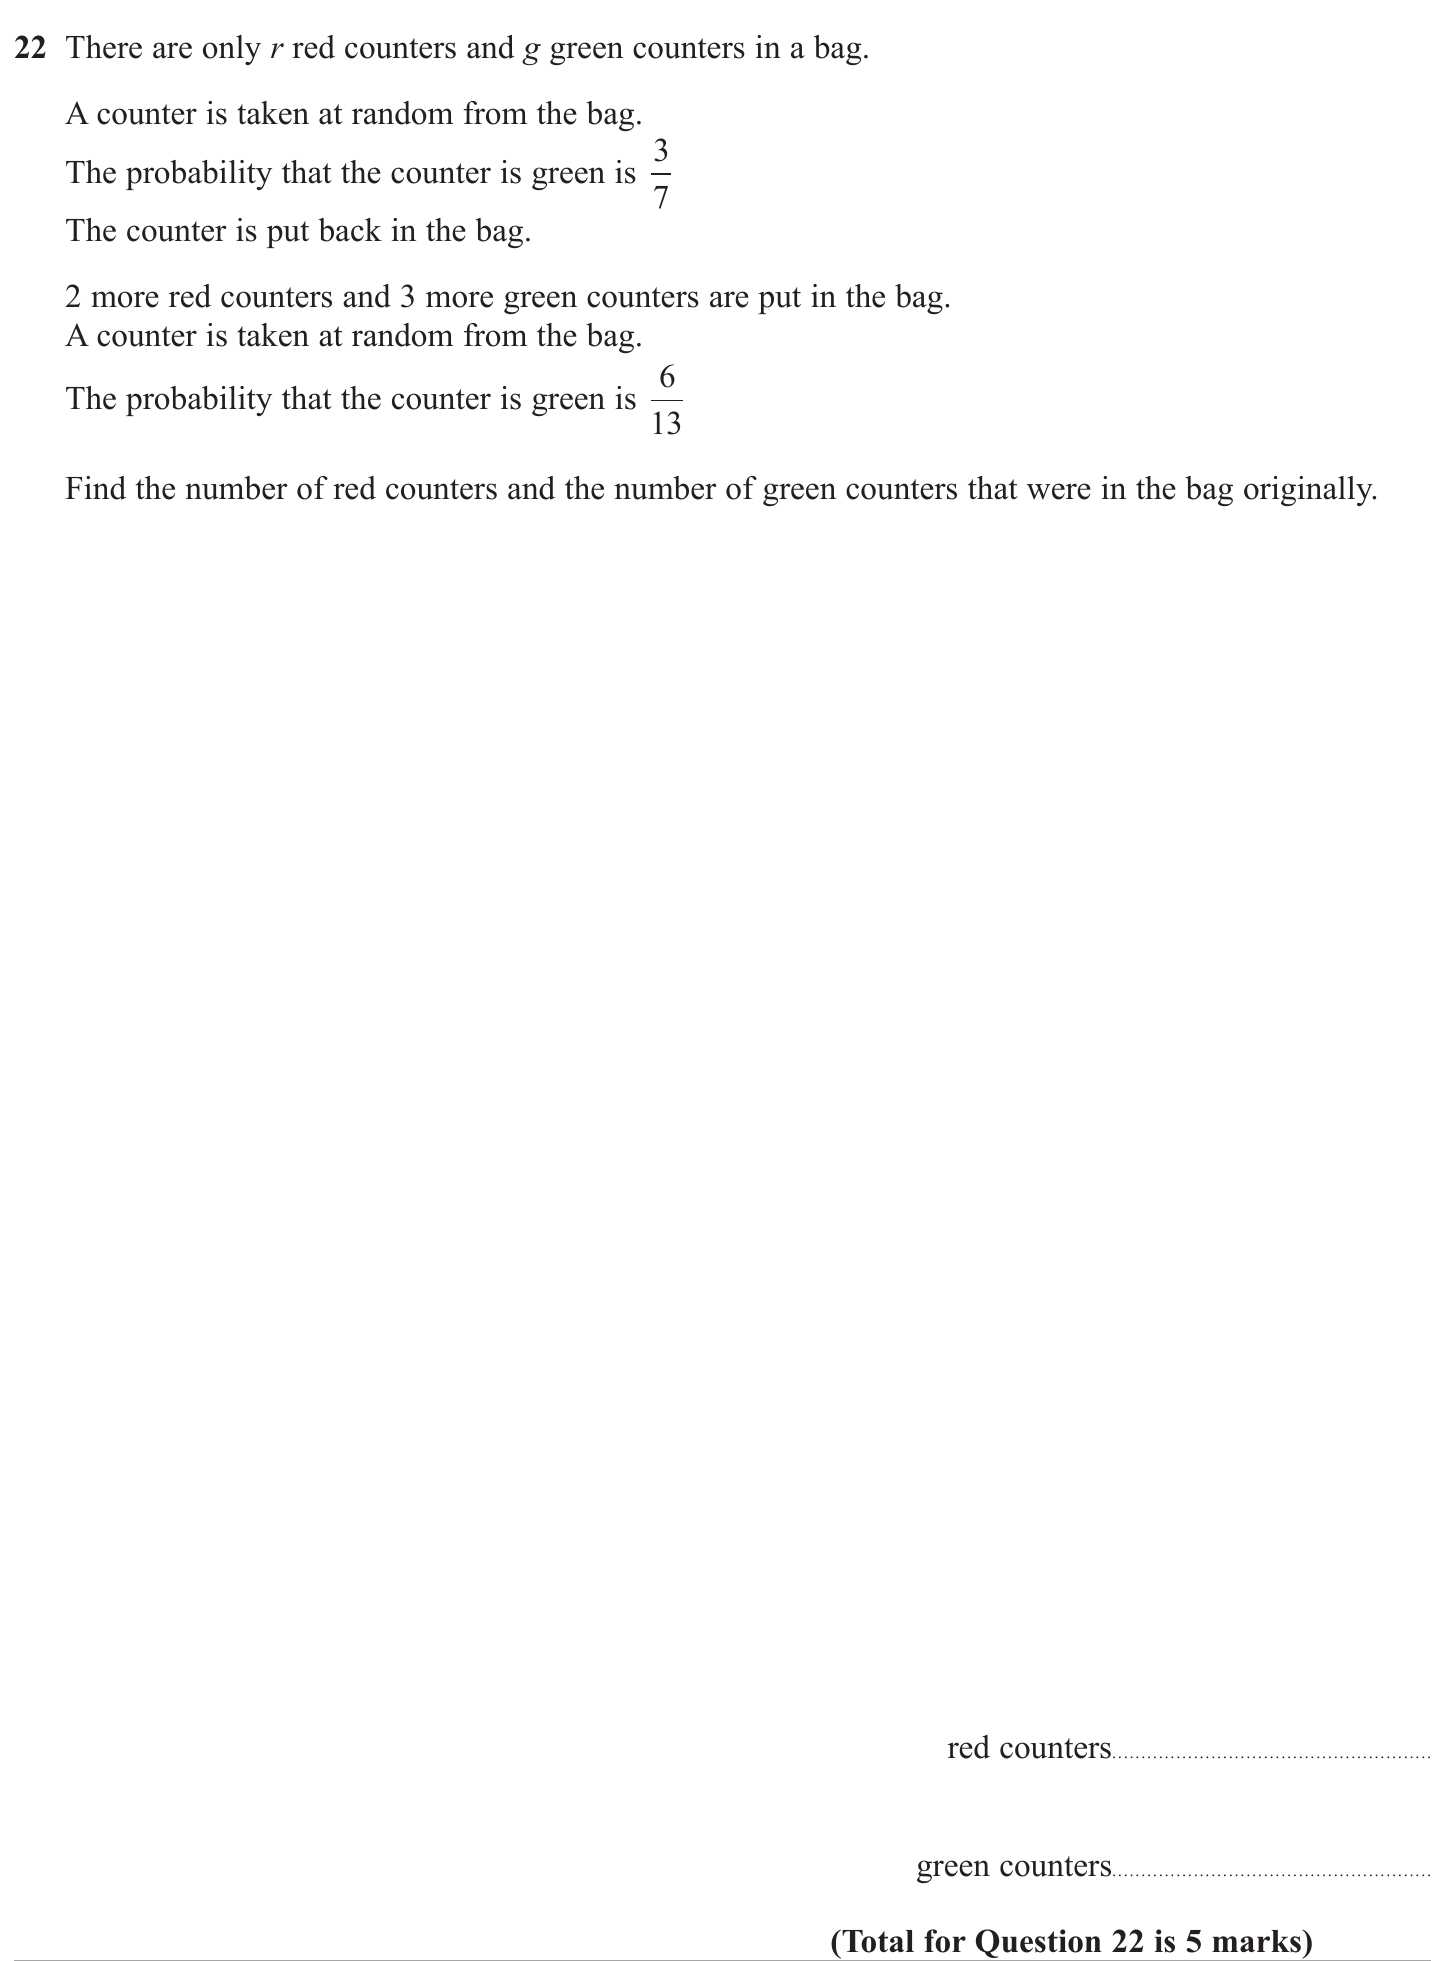 22 There are only r red counters and g green counters in a bag.
A counter is taken at random from the bag.
The probability that the counter is green is 3/7
The counter is put back in the bag.
2 more red counters and 3 more green counters are put in the bag.
A counter is taken at random from the bag.
The probability that the counter is green is 6/13
Find the number of red counters and the number of green counters that were in the bag originally.
red counters.......................................................
green counters.......................................................
(Total for Question 22 is 5 marks)